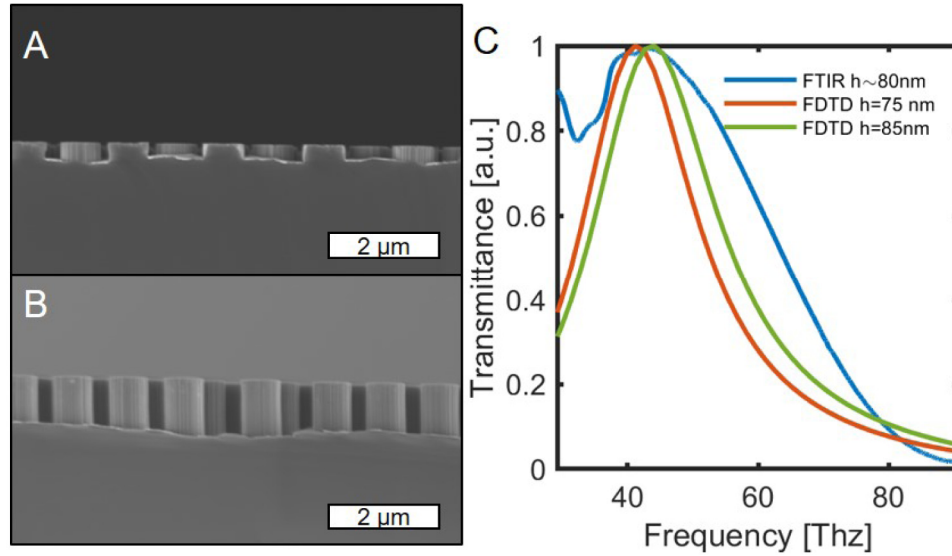 A
2 µm
B
2 µm
C
Transmittance [a.u.]
1
0.8
0.6
0.4
0.2
0
FTIR h~80nm
FDTD h=75 nm
FDTD h=85nm
40
60
80
Frequency [Thz]